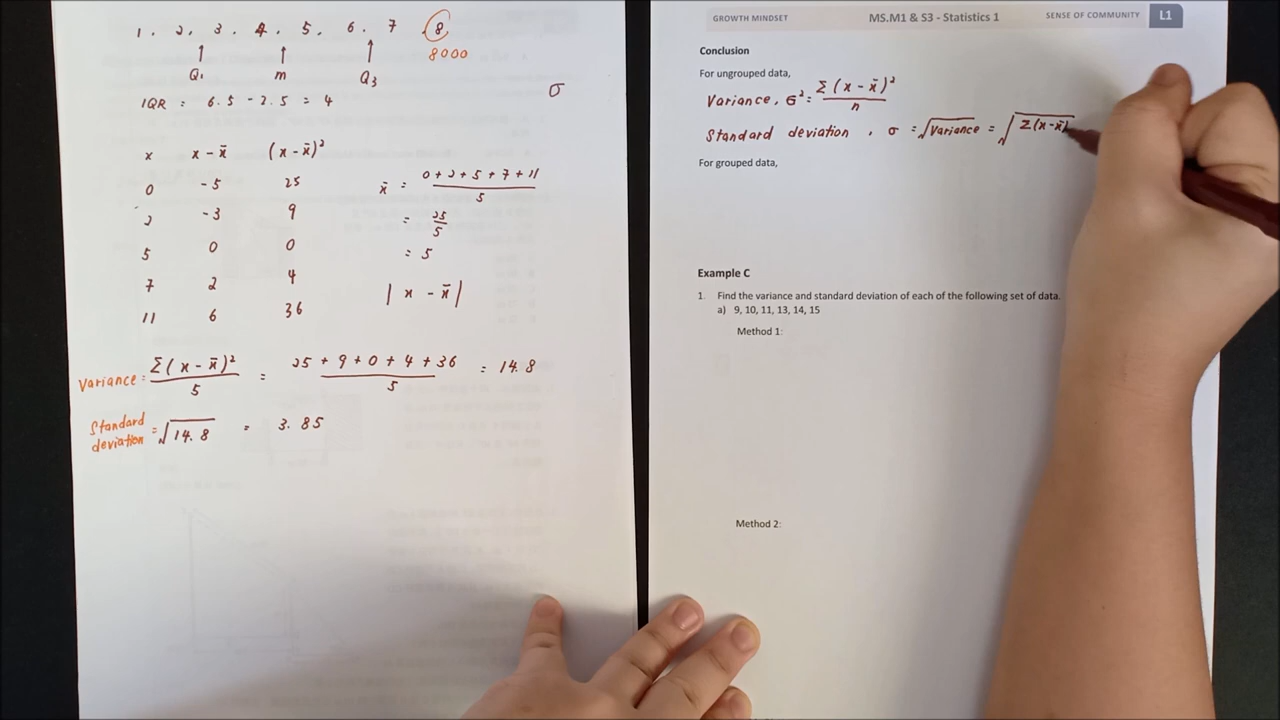 1. 2. 3. 4. 5. 6. 7 8
8000
Q₁ m Q₃
IQR = 6.5 - 2.5 = 4
σ
x x - x̄ (x - x̄)²
0 -5 25
2 -3 9
5 0 0
7 2 4
11 6 36
x̄ = 0 + 2 + 5 + 7 + 11 / 5
= 25/5
= 5
| x - x̄ |
Variance = Σ(x - x̄)² / 5 = 25 + 9 + 0 + 4 + 36 / 5 = 14.8
Standard deviation = √14.8 = 3.85
GROWTH MINDSET MS.M1 & S3 - Statistics 1 SENSE OF COMMUNITY L1
Conclusion
For ungrouped data,
Variance, σ² = Σ(x - x̄)² / n
Standard deviation, σ = √Variance = √Σ(x-x̄)
For grouped data,
Example C
1. Find the variance and standard deviation of each of the following set of data.
a) 9, 10, 11, 13, 14, 15
Method 1:
Method 2: